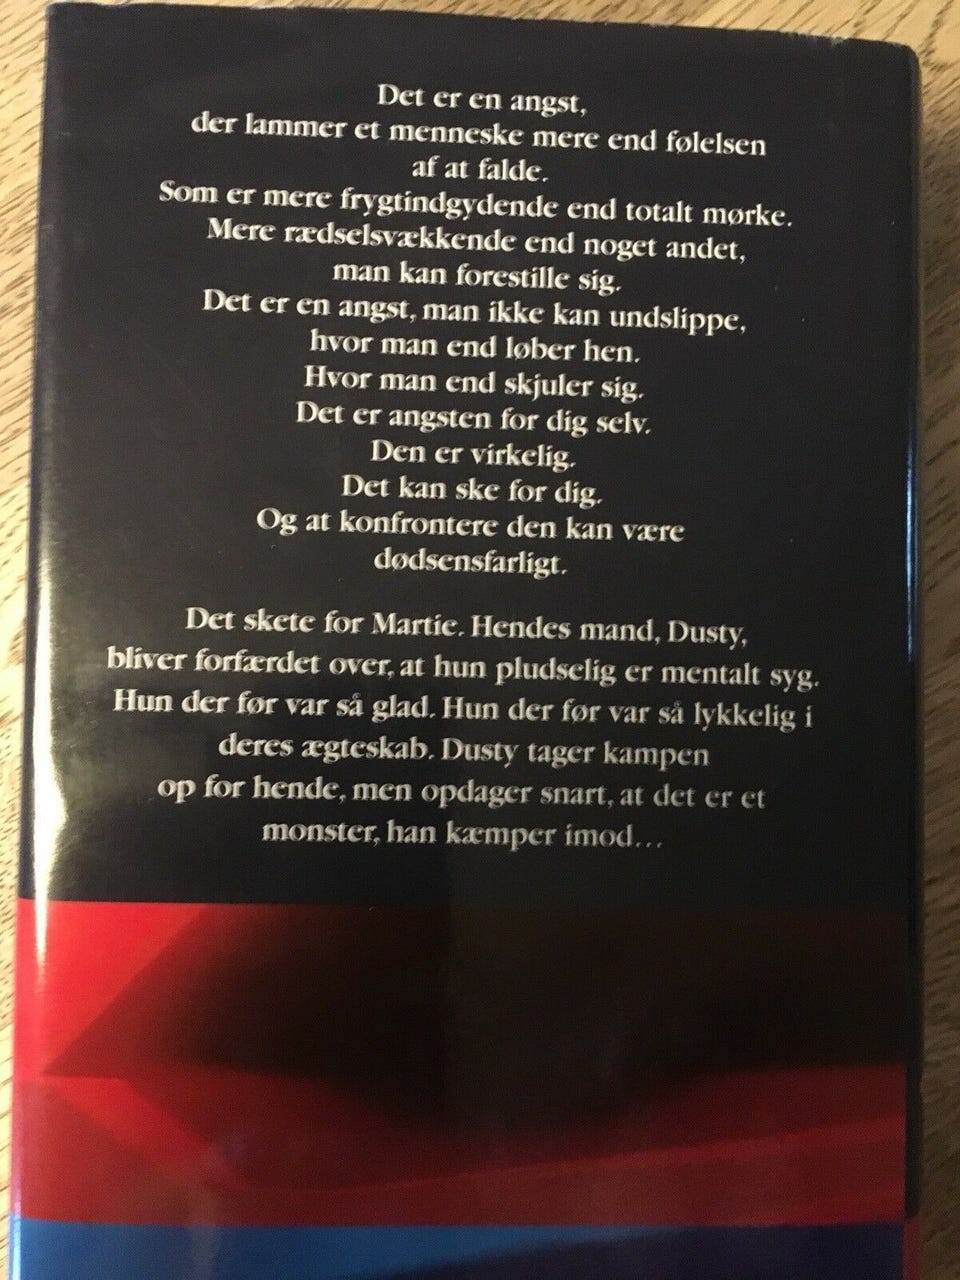 Det er en angst,
der lammer et menneske mere end følelsen
af at falde.
Som er mere frygtindgydende end totalt mørke.
Mere rædselsvækkende end noget andet,
man kan forestille sig.
Det er en angst, man ikke kan undslippe,
hvor man end løber hen.
Hvor man end skjuler sig.
Det er angsten for dig selv.
Den er virkelig.
Det kan ske for dig.
Og at konfrontere den kan være
dødsensfarligt.
Det skete for Martie. Hendes mand, Dusty,
bliver forfærdet over, at hun pludselig er mentalt syg.
Hun der før var så glad. Hun der før var så lykkelig i
deres ægteskab. Dusty tager kampen
op for hende, men opdager snart, at det er et
monster, han kæmper imod...